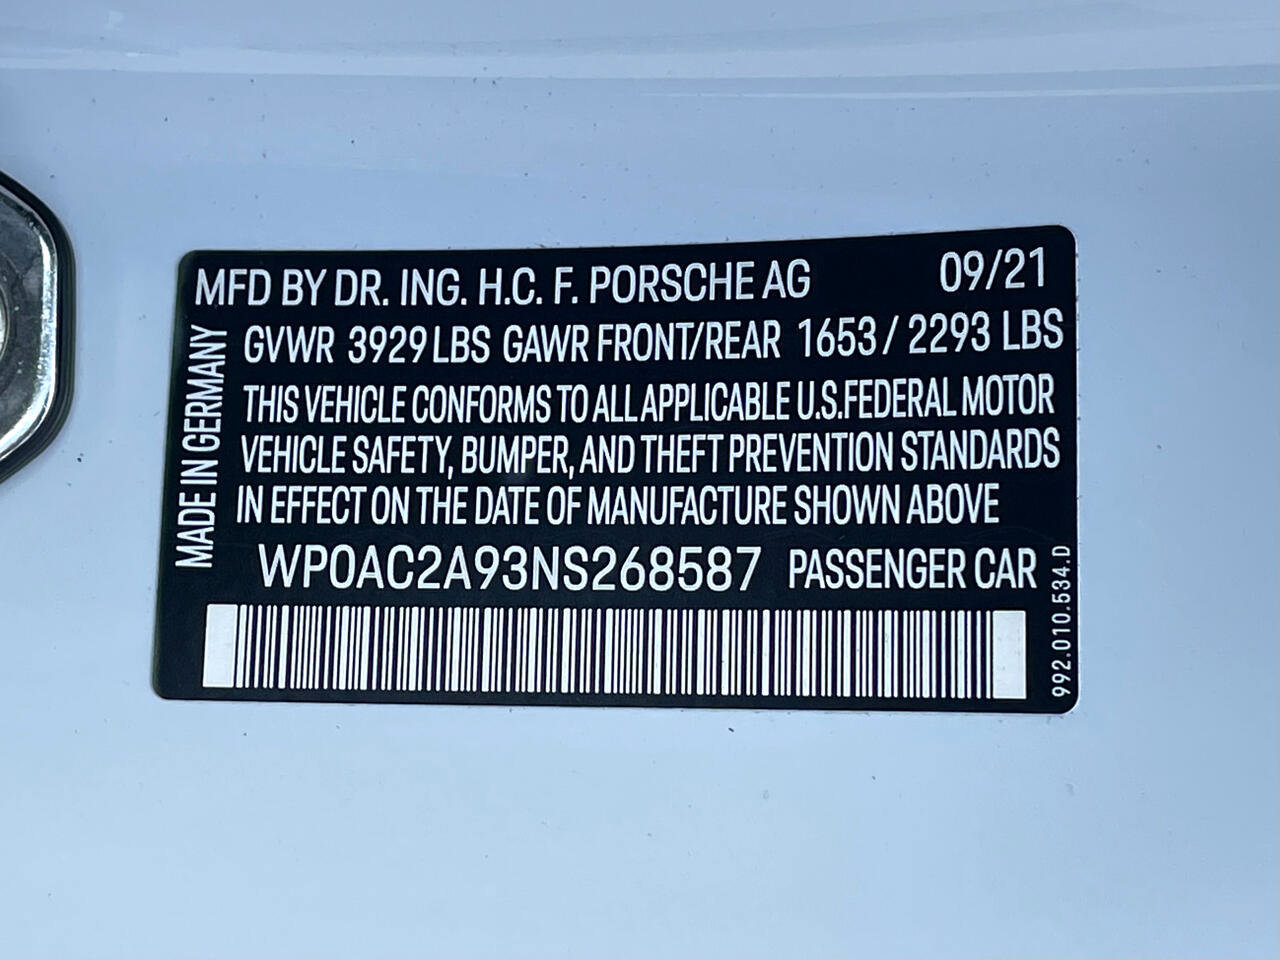 MFD BY DR. ING. H.C. F. PORSCHE AG 09/21
GVWR 3929 LBS GAWR FRONT/REAR 1653 / 2293 LBS
THIS VEHICLE CONFORMS TO ALL APPLICABLE U.S.FEDERAL MOTOR
VEHICLE SAFETY, BUMPER, AND THEFT PREVENTION STANDARDS
IN EFFECT ON THE DATE OF MANUFACTURE SHOWN ABOVE
WP0AC2A93NS268587 PASSENGER CAR
MADE IN GERMANY
992.010.534.D